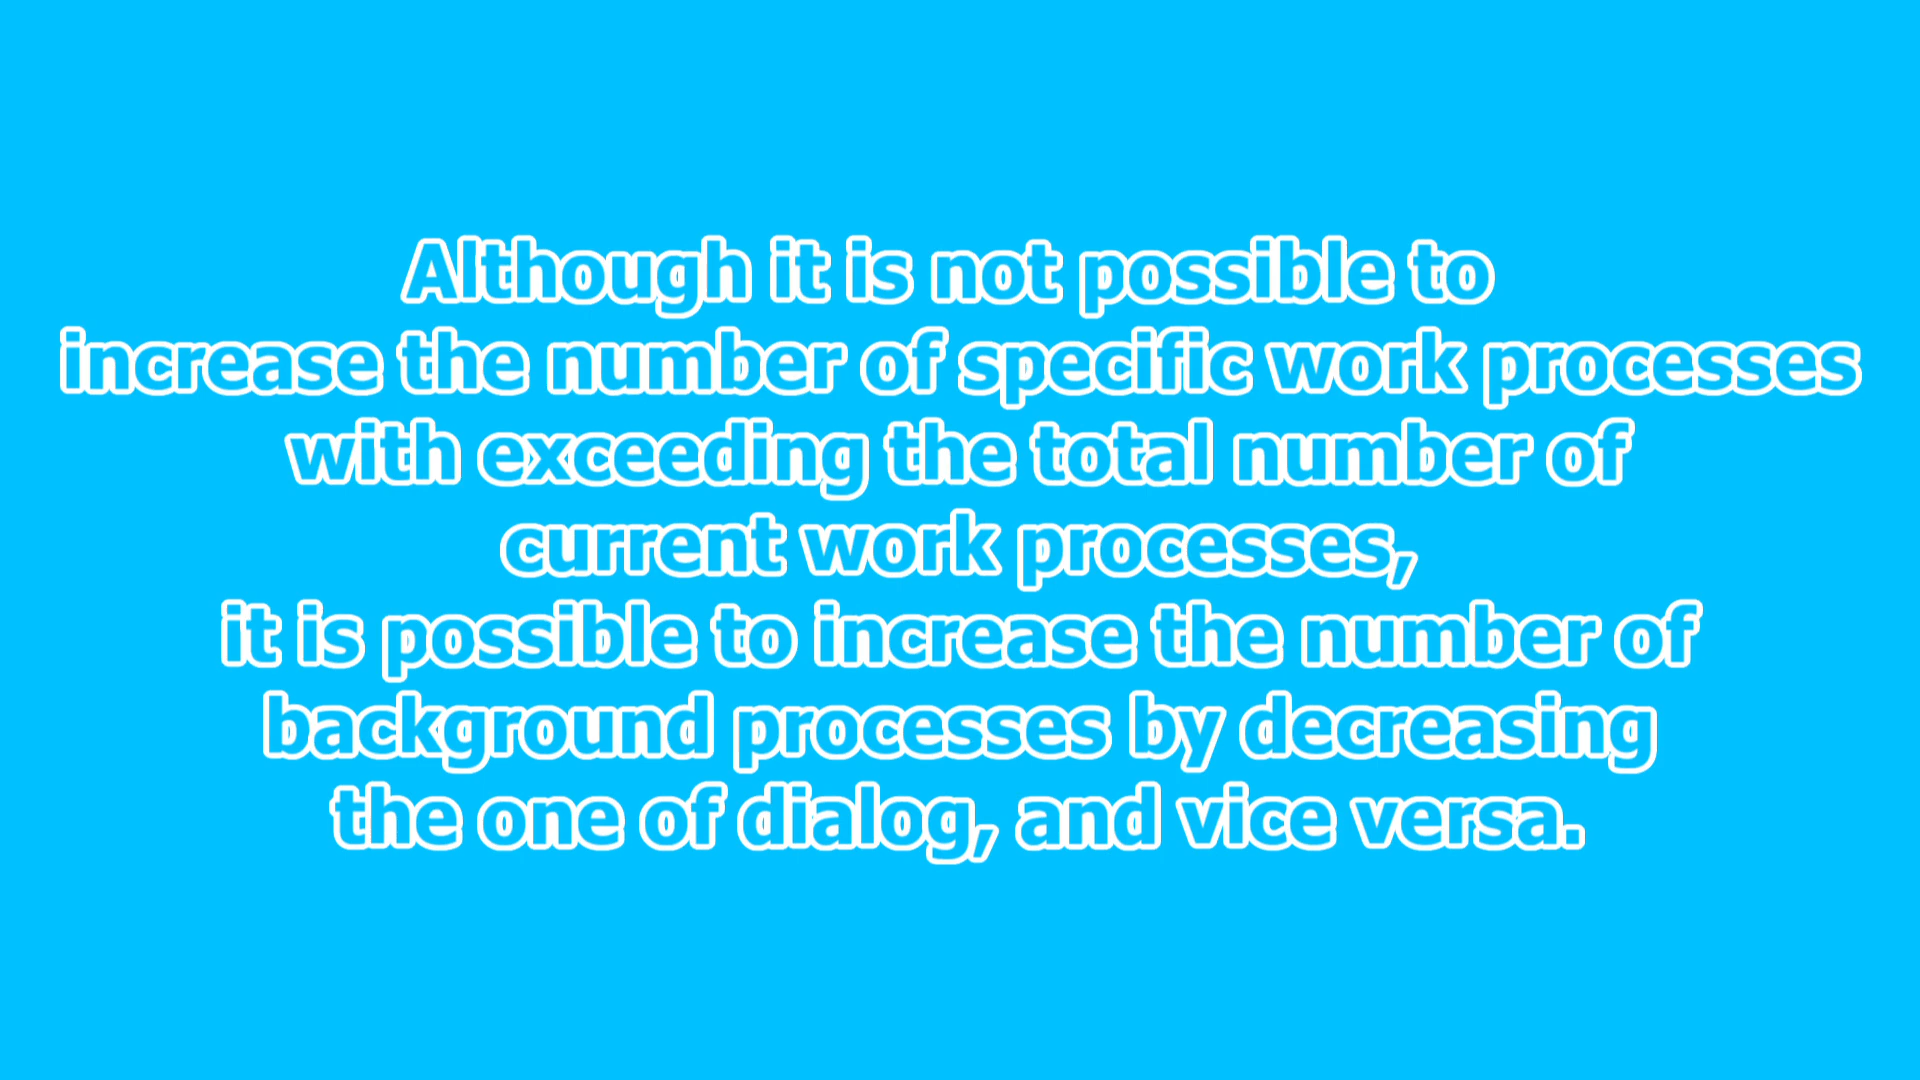 Although it is not possible to
increase the number of specific work processes
with exceeding the total number of
current work processes,
it is possible to increase the number of
background processes by decreasing
the one of dialog, and vice versa.